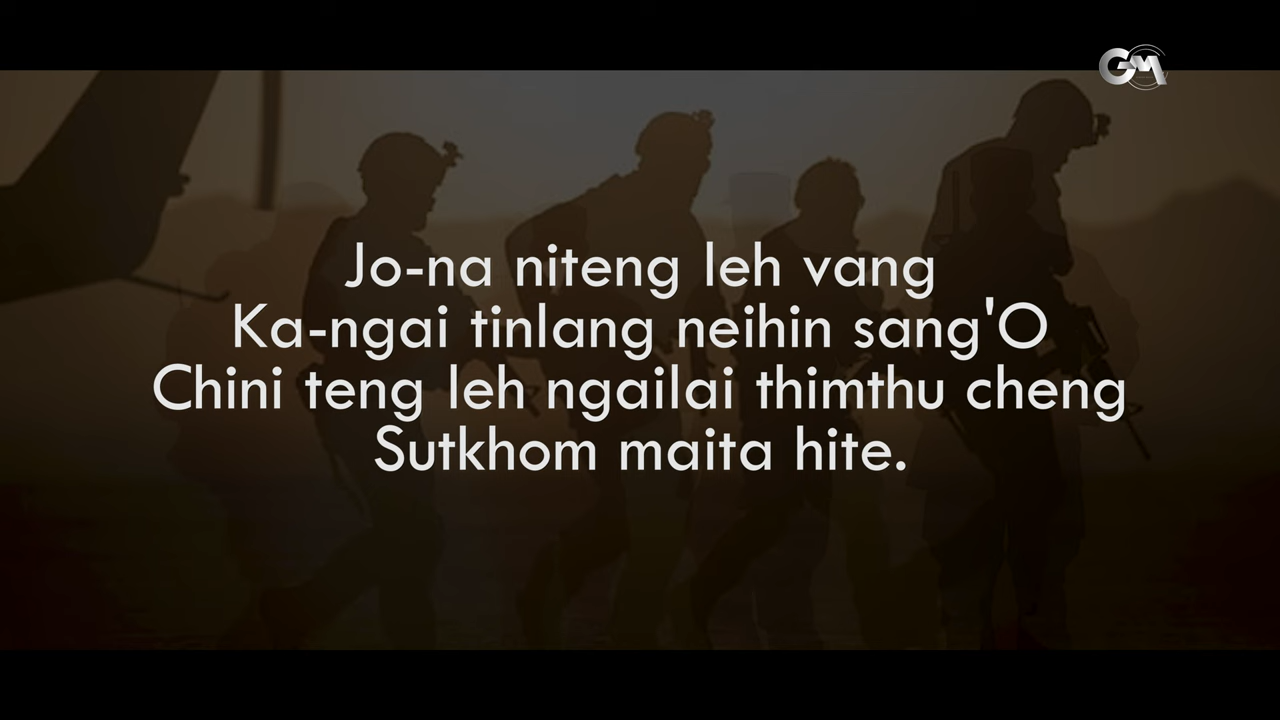 GM
Jo-na niteng leh vang
Ka-ngai tinlang neihin sang'O
Chini teng leh ngailai thimthu cheng
Sutkhom maita hite.